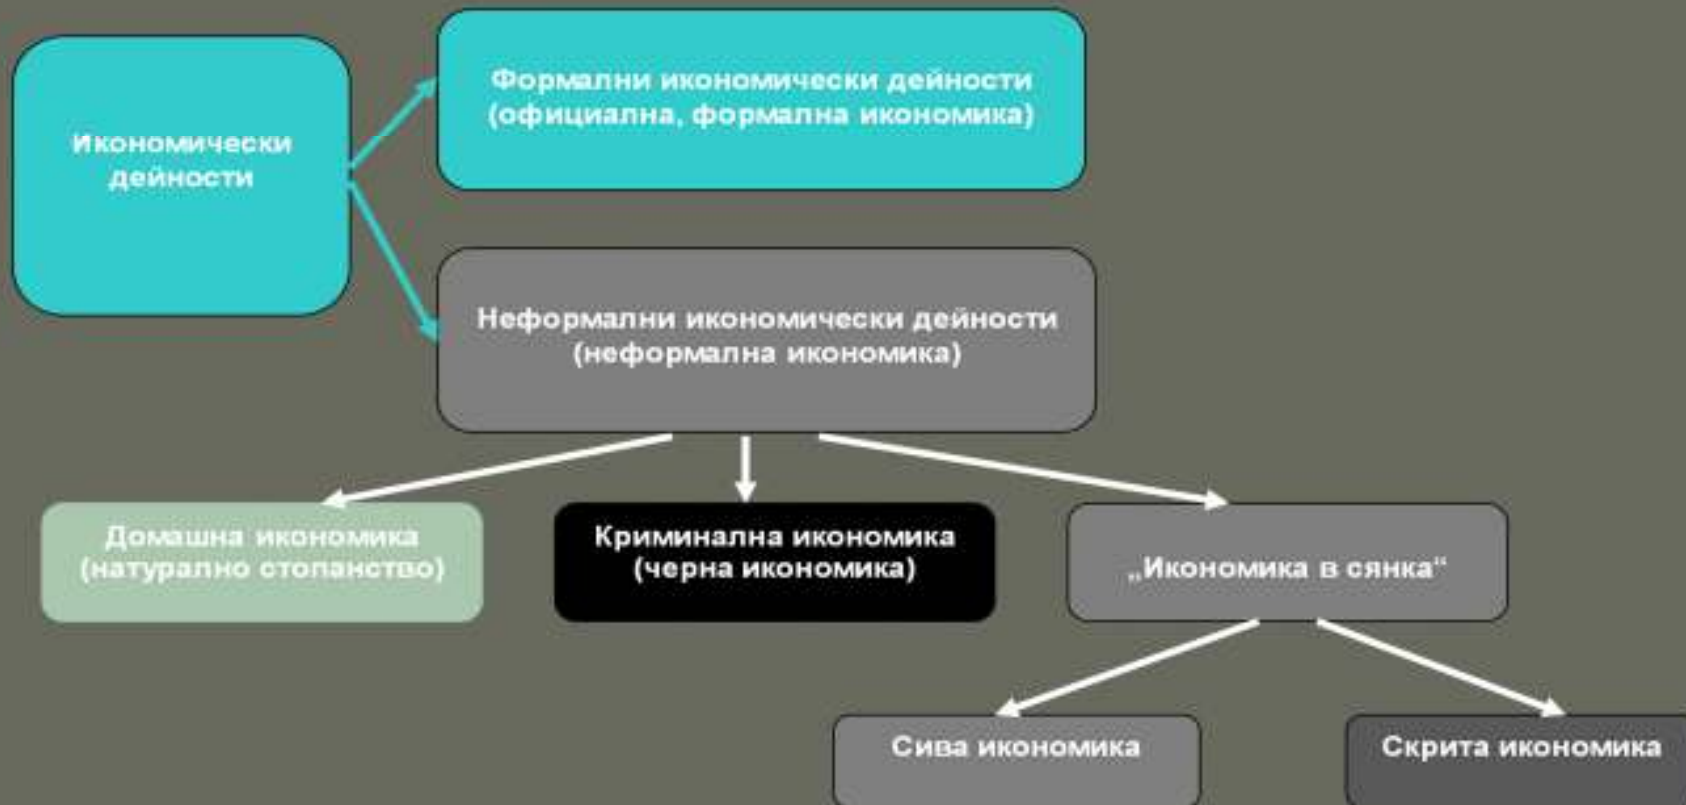 Икономически
дейности
Формални икономически дейности
(официална, формална икономика)
Неформални икономически дейности
(неформална икономика)
Домашна икономика
(натурално стопанство)
Криминална икономика
(черна икономика)
„Икономика в сянка“
Сива икономика
Скрита икономика